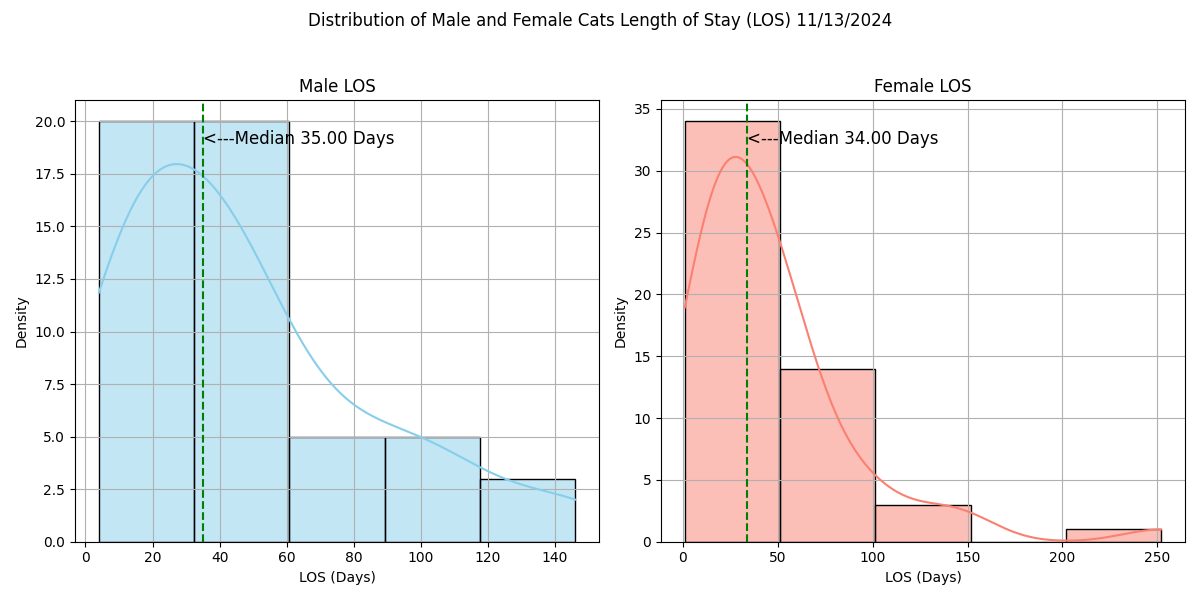 Distribution of Male and Female Cats Length of Stay (LOS) 11/13/2024
Male LOS
20.0
17.5
15.0
12.5
10.0
7.5
5.0
2.5
0.0
Density
<---Median 35.00 Days
0 20 40 60 80 100 120 140
LOS (Days)
Female LOS
35
30
25
20
15
10
5
0
Density
<---Median 34.00 Days
0 50 100 150 200 250
LOS (Days)